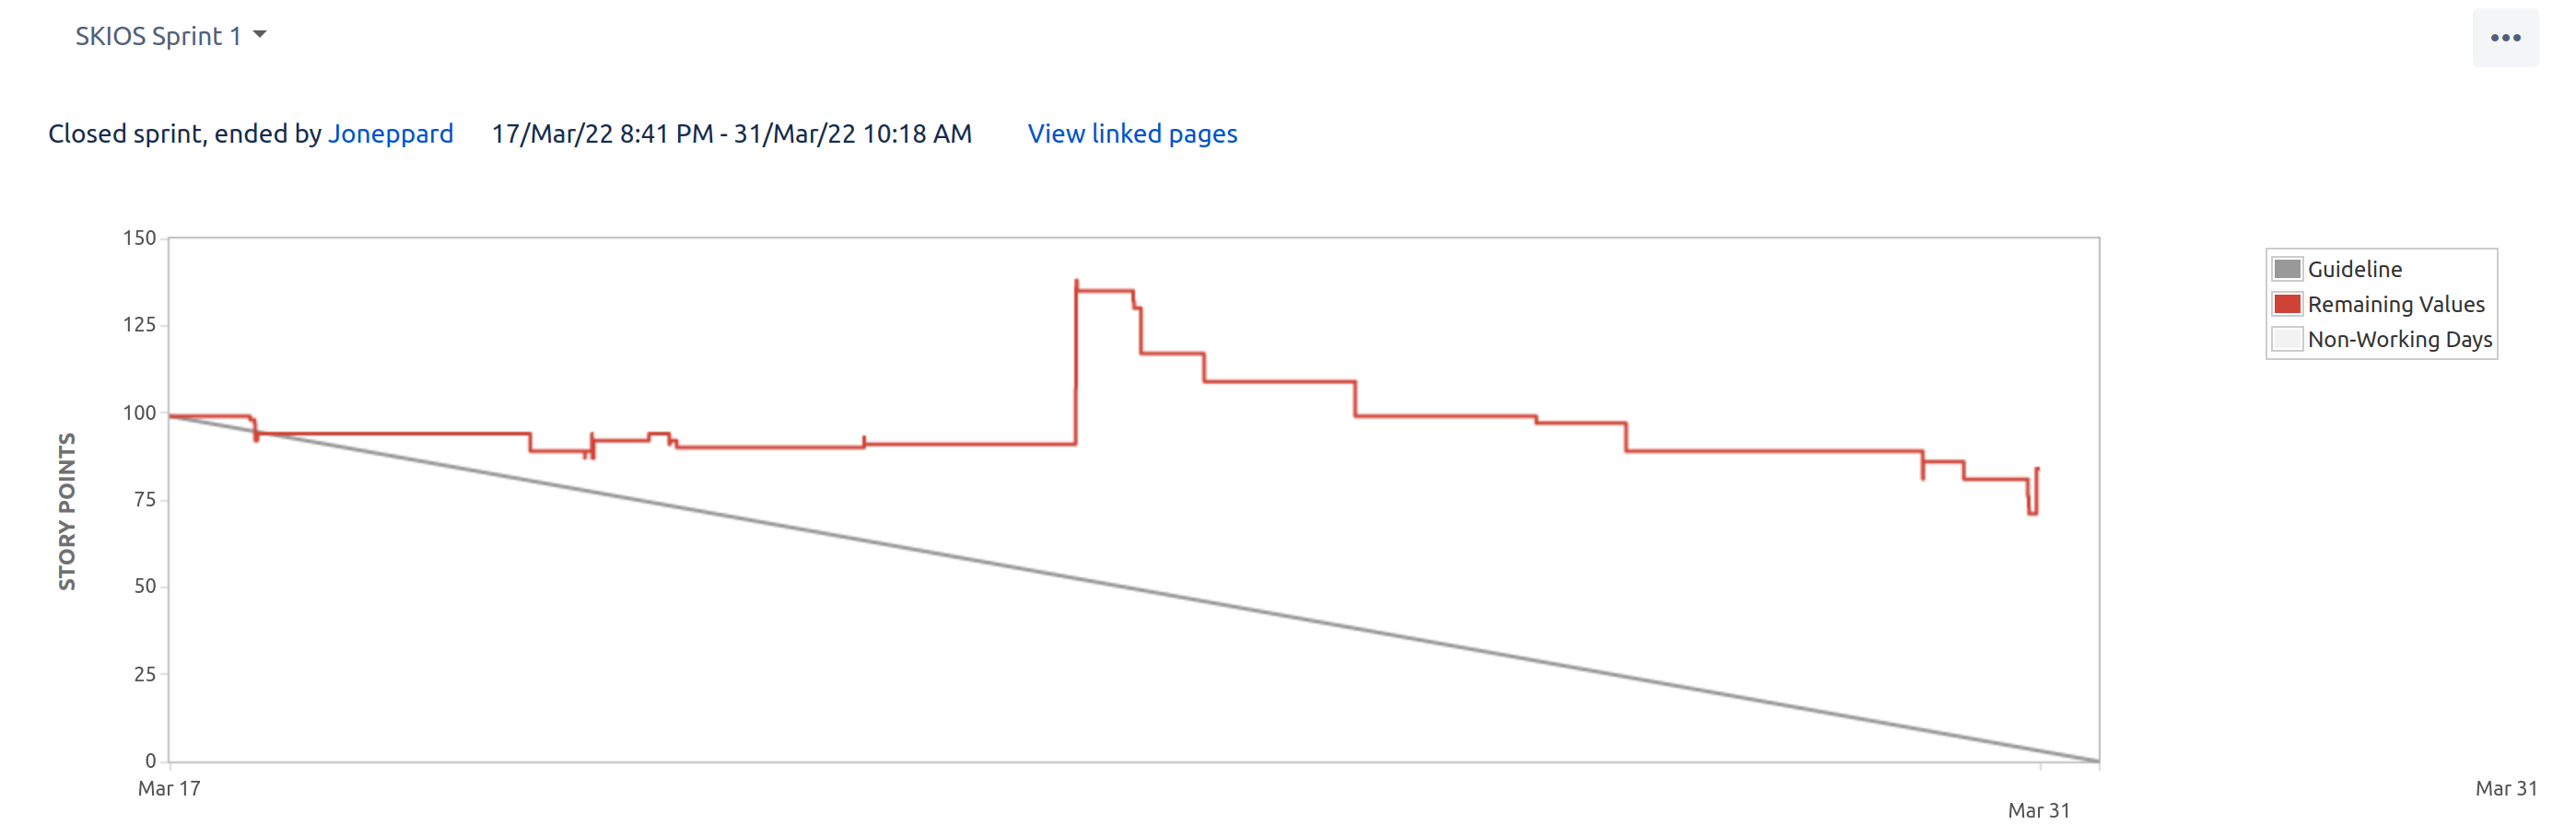 SKIOS Sprint 1
•••
Closed sprint, ended by Joneppard 17/Mar/22 8:41 PM - 31/Mar/22 10:18 AM View linked pages
STORY POINTS
150
125
100
75
50
25
0
Mar 17
Mar 31
Mar 31
Guideline
Remaining Values
Non-Working Days